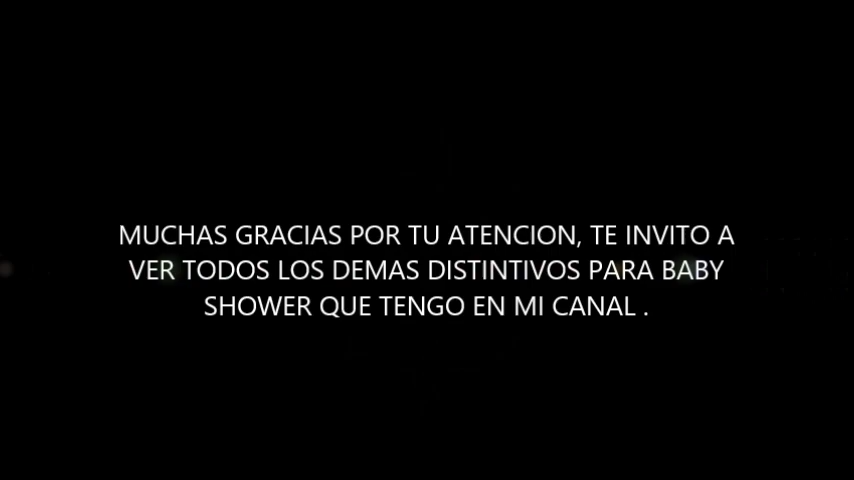 MUCHAS GRACIAS POR TU ATENCION, TE INVITO A
VER TODOS LOS DEMAS DISTINTIVOS PARA BABY
SHOWER QUE TENGO EN MI CANAL .